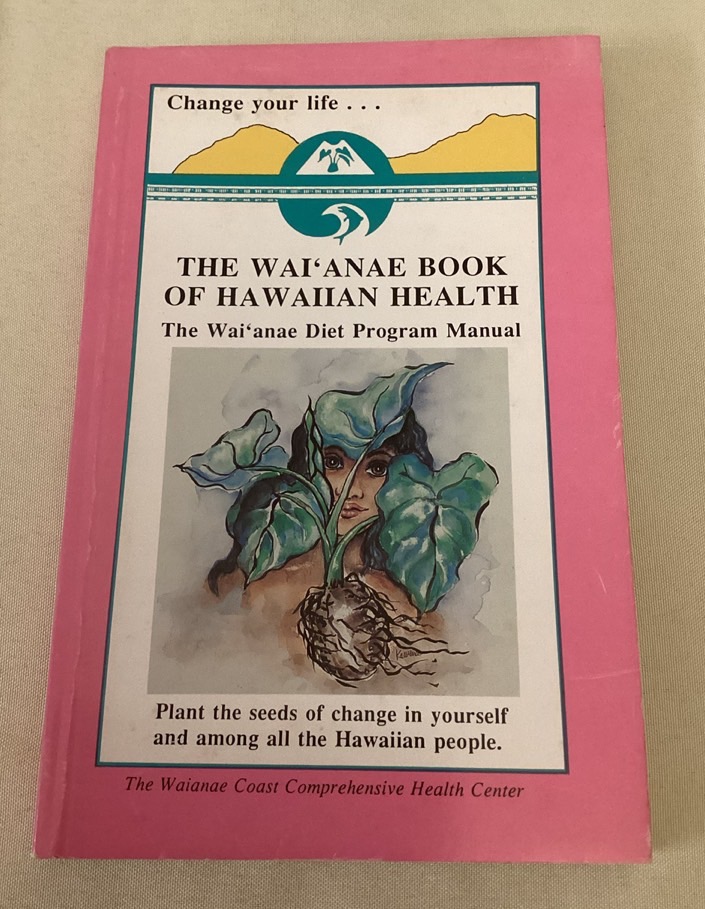 Change your life . . .
THE WAI‘ANAE BOOK
OF HAWAIIAN HEALTH
The Wai‘anae Diet Program Manual
Plant the seeds of change in yourself
and among all the Hawaiian people.
The Waianae Coast Comprehensive Health Center